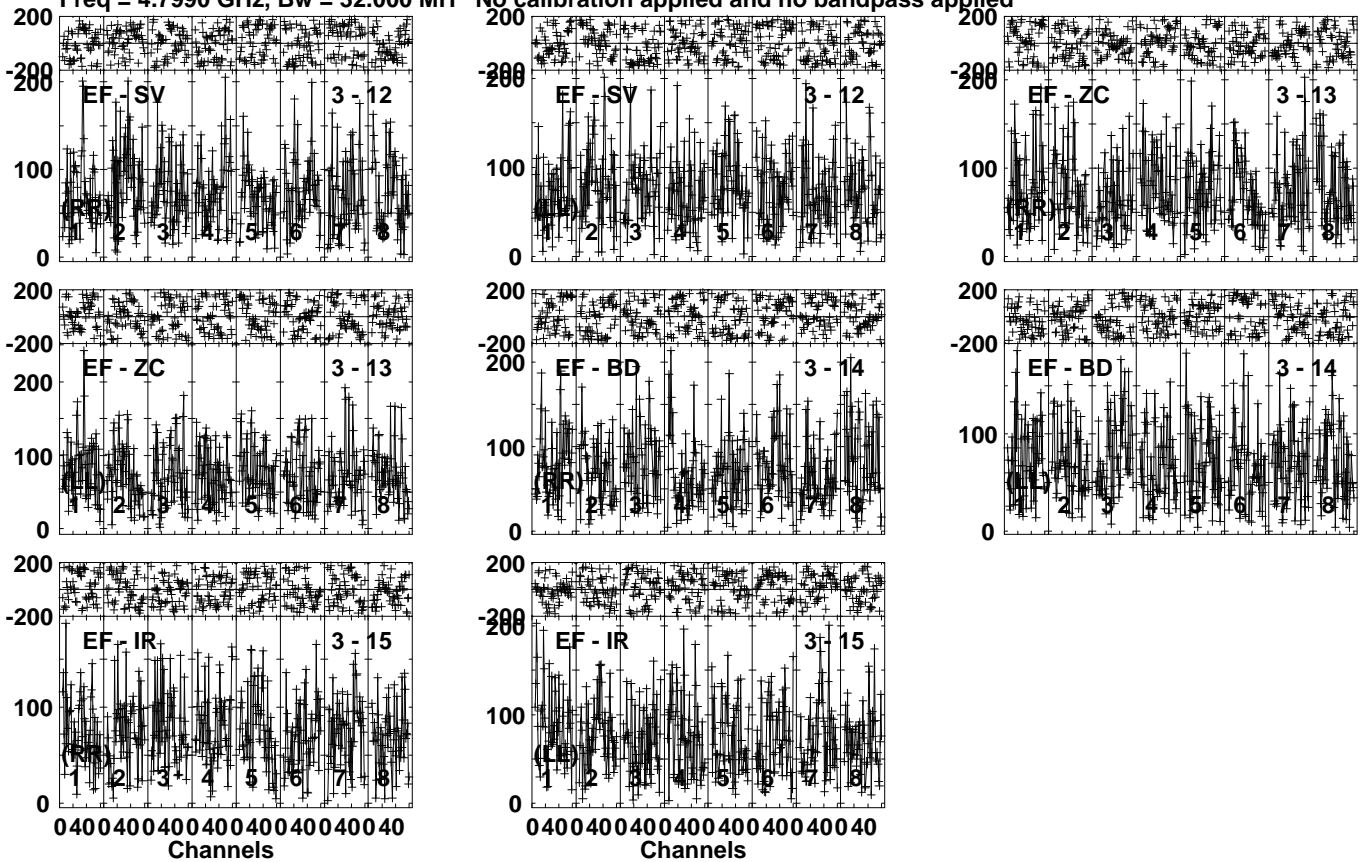 Freq = 4.7990 GHz, Bw = 32.000 MH No calibration applied and no bandpass applied
200 200 200
-200 -200 -200
200 200 200
EF - SV 3 - 12 EF - SV 3 - 12 EF - ZC 3 - 13
100 100 100
(RR) (LL) (RR)
1 2 3 4 5 6 7 8 1 2 3 4 5 6 7 8 1 2 3 4 5 6 7 8
0 0 0
200 200 200
-200 -200 -200
EF - ZC 3 - 13 EF - BD 3 - 14 EF - BD 3 - 14
200 200
100 100 100
(LL) (RR) (LL)
1 2 3 4 5 6 7 8 1 2 3 4 5 6 7 8 1 2 3 4 5 6 7 8
0 0 0
200 200
-200 -200
200
EF - IR 3 - 15 EF - IR 3 - 15
100 100
(RR) (LL)
1 2 3 4 5 6 7 8 1 2 3 4 5 6 7 8
0 0
0 40 0 40 0 40 0 40 0 40 0 40 0 40 0 40 0 40 0 40 0 40 0 40 0 40 0 40 0 40 0 40
Channels Channels